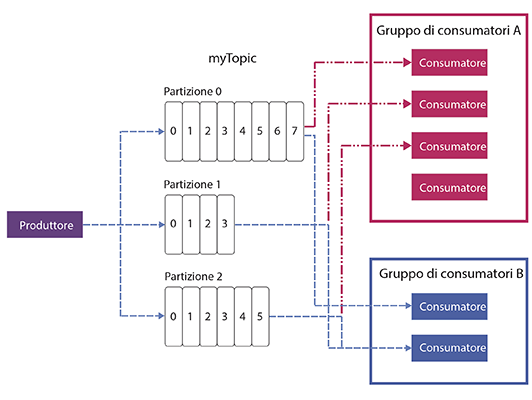 Gruppo di consumatori A
Consumatore
Consumatore
Consumatore
Consumatore
myTopic
Partizione 0
0 1 2 3 4 5 6 7
Partizione 1
0 1 2 3
Produttore
Partizione 2
0 1 2 3 4 5
Gruppo di consumatori B
Consumatore
Consumatore